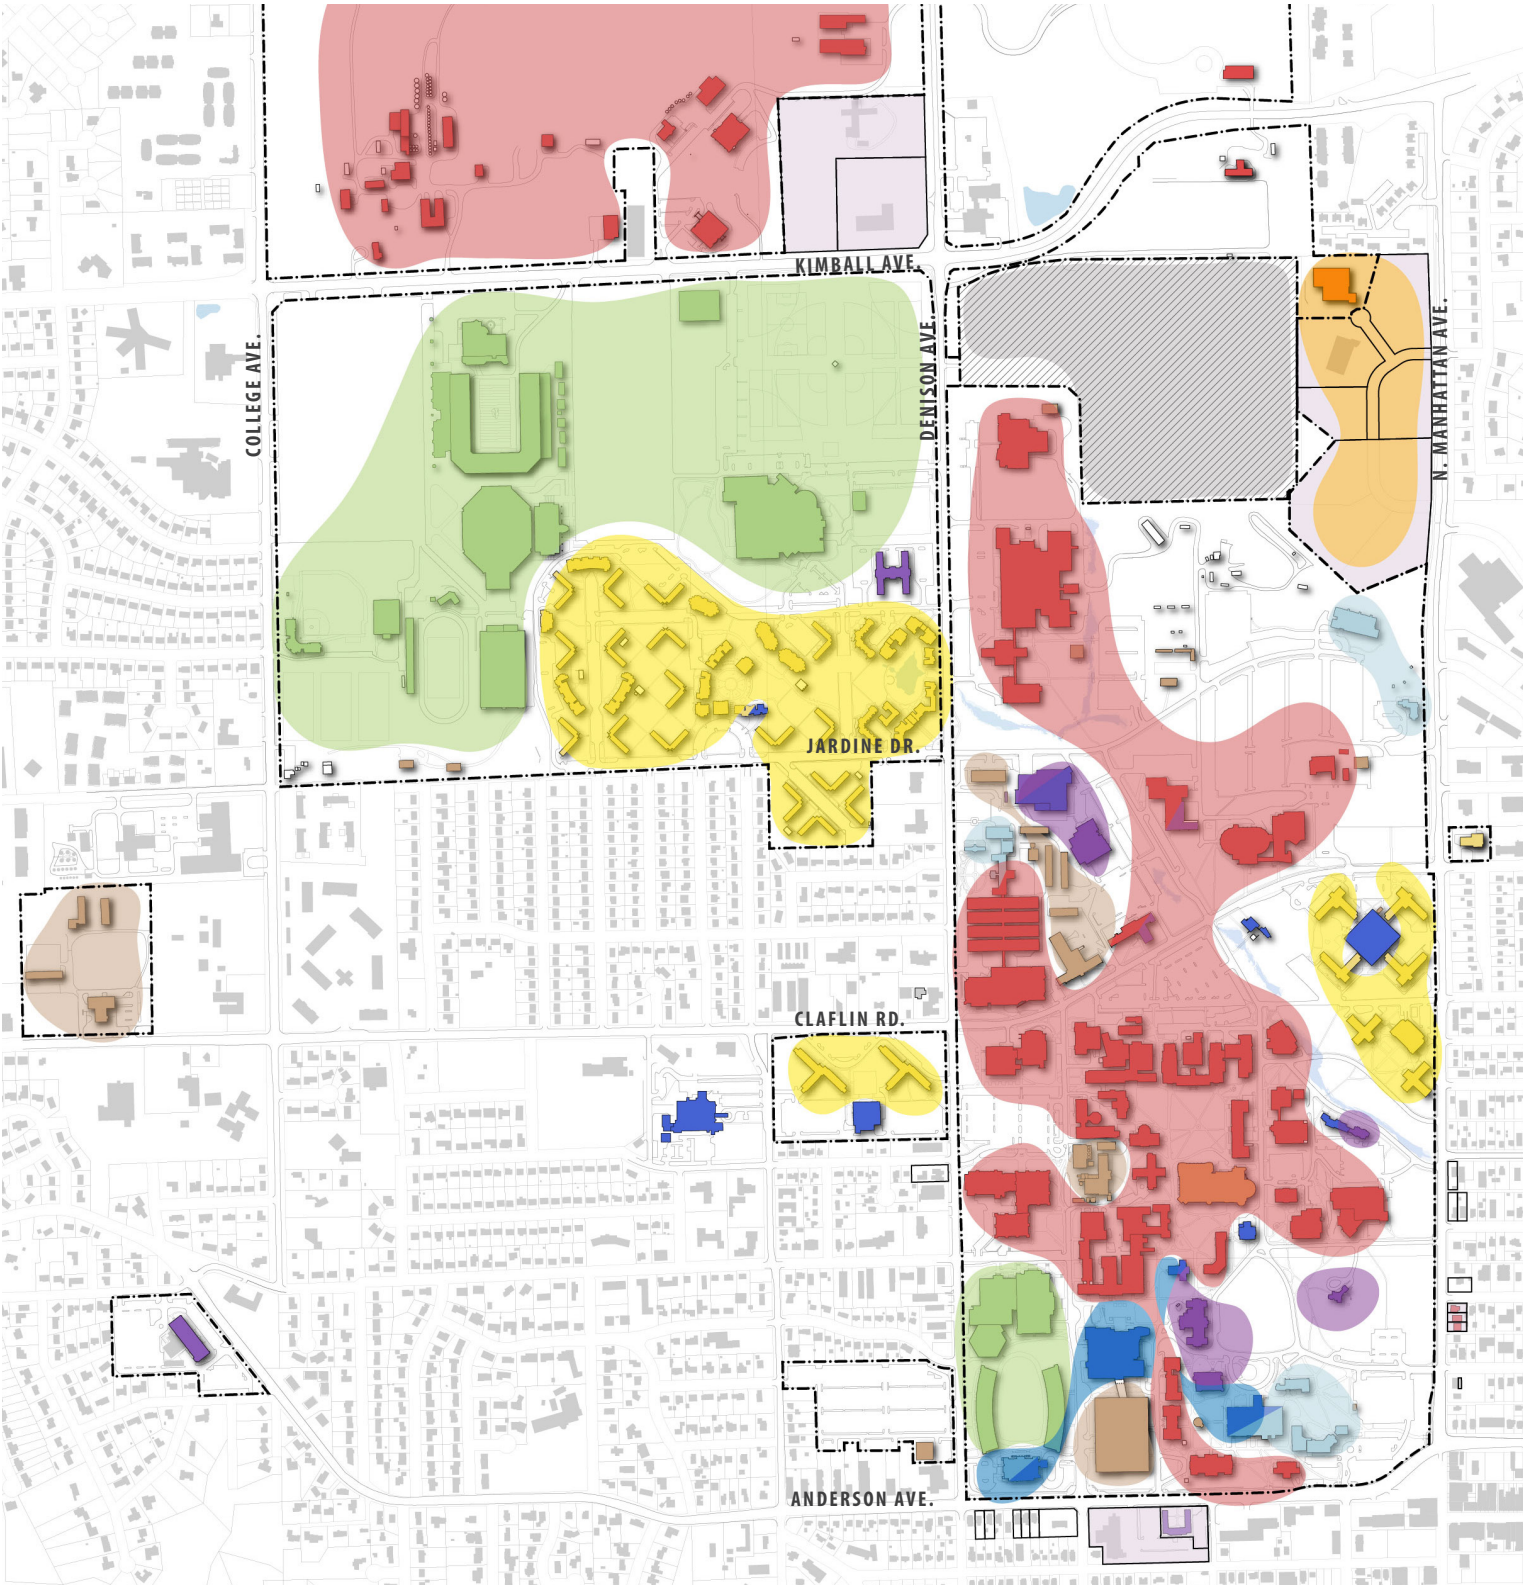 KIMBALL AVE.
COLLEGE AVE.
DENISON AVE.
N. MANHATTAN AVE.
JARDINE DR.
CLAFLIN RD.
ANDERSON AVE.